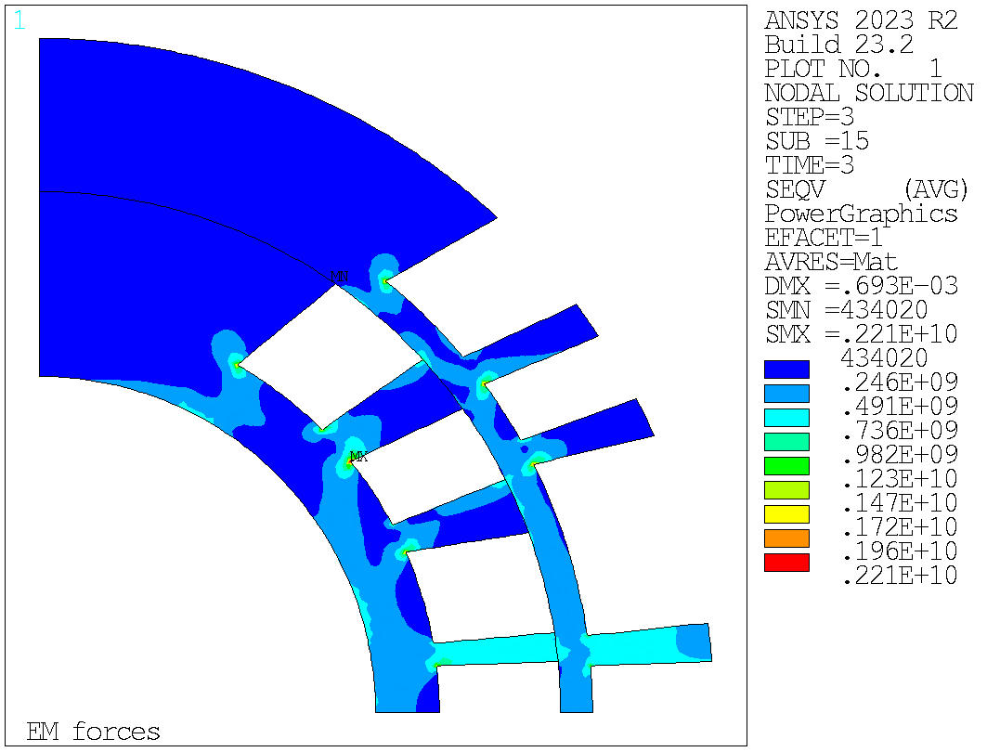 1
ANSYS 2023 R2
Build 23.2
PLOT NO.   1
NODAL SOLUTION
STEP=3
SUB =15
TIME=3
SEQV     (AVG)
PowerGraphics
EFACET=1
AVRES=Mat
DMX =.693E-03
SMN =434020
SMX =.221E+10
434020
.246E+09
.491E+09
.736E+09
.982E+09
.123E+10
.147E+10
.172E+10
.196E+10
.221E+10
MN
MX
EM forces